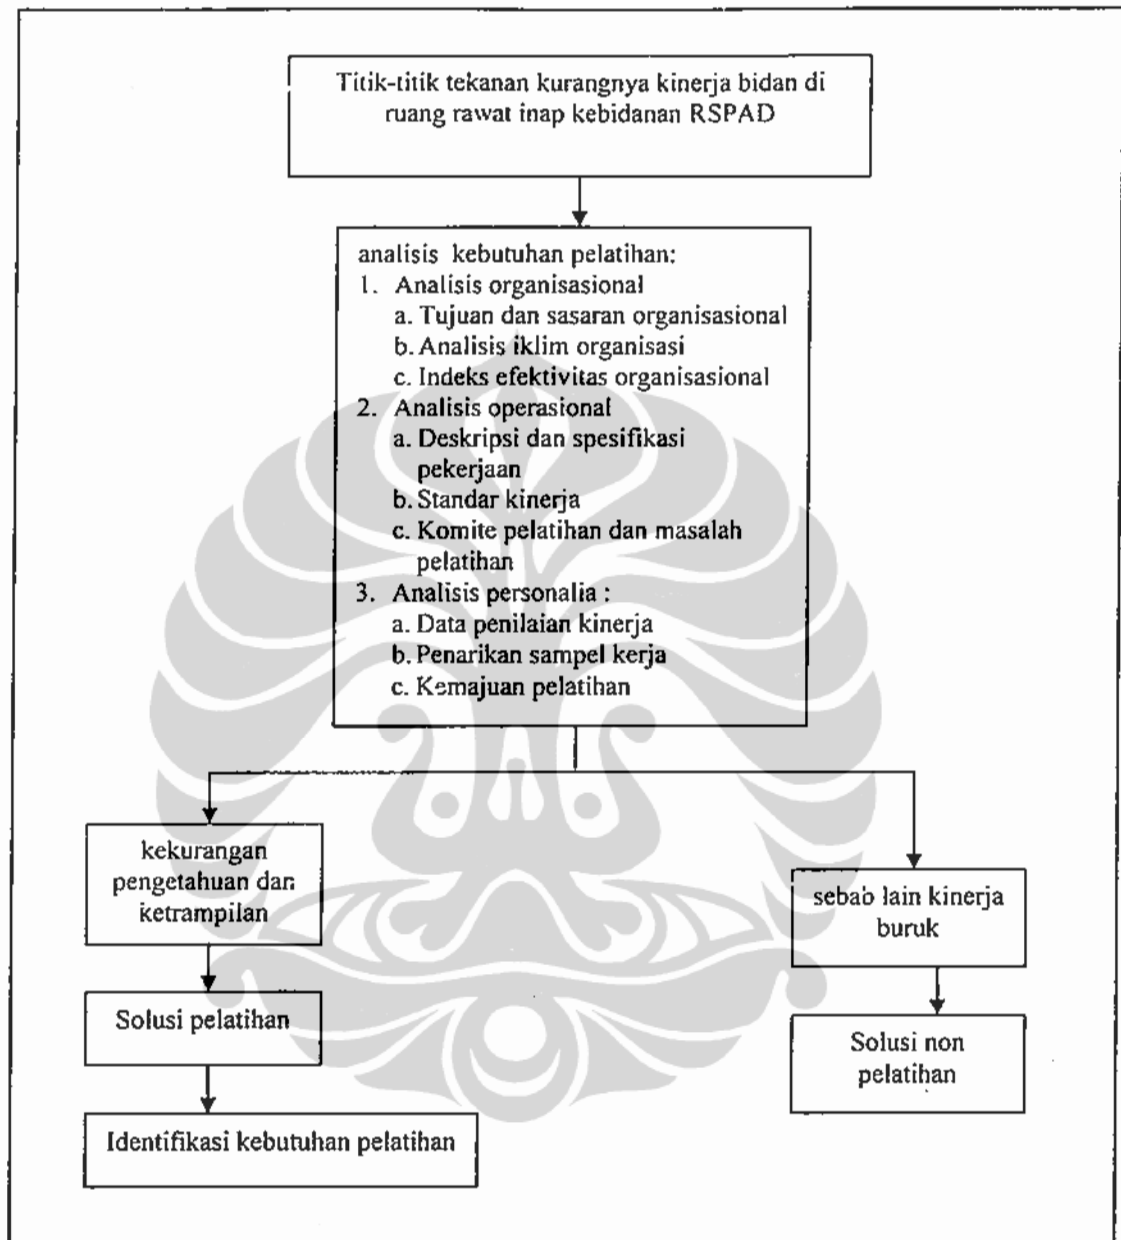 Titik-titik tekanan kurangnya kinerja bidan di
ruang rawat inap kebidanan RSPAD
analisis kebutuhan pelatihan:
1. Analisis organisasional
a. Tujuan dan sasaran organisasional
b. Analisis iklim organisasi
c. Indeks efektivitas organisasional
2. Analisis operasional
a. Deskripsi dan spesifikasi
pekerjaan
b. Standar kinerja
c. Komite pelatihan dan masalah
pelatihan
3. Analisis personalia :
a. Data penilaian kinerja
b. Penarikan sampel kerja
c. Kemajuan pelatihan
kekurangan
pengetahuan dan
ketrampilan
Solusi pelatihan
Identifikasi kebutuhan pelatihan
sebab lain kinerja
buruk
Solusi non
pelatihan